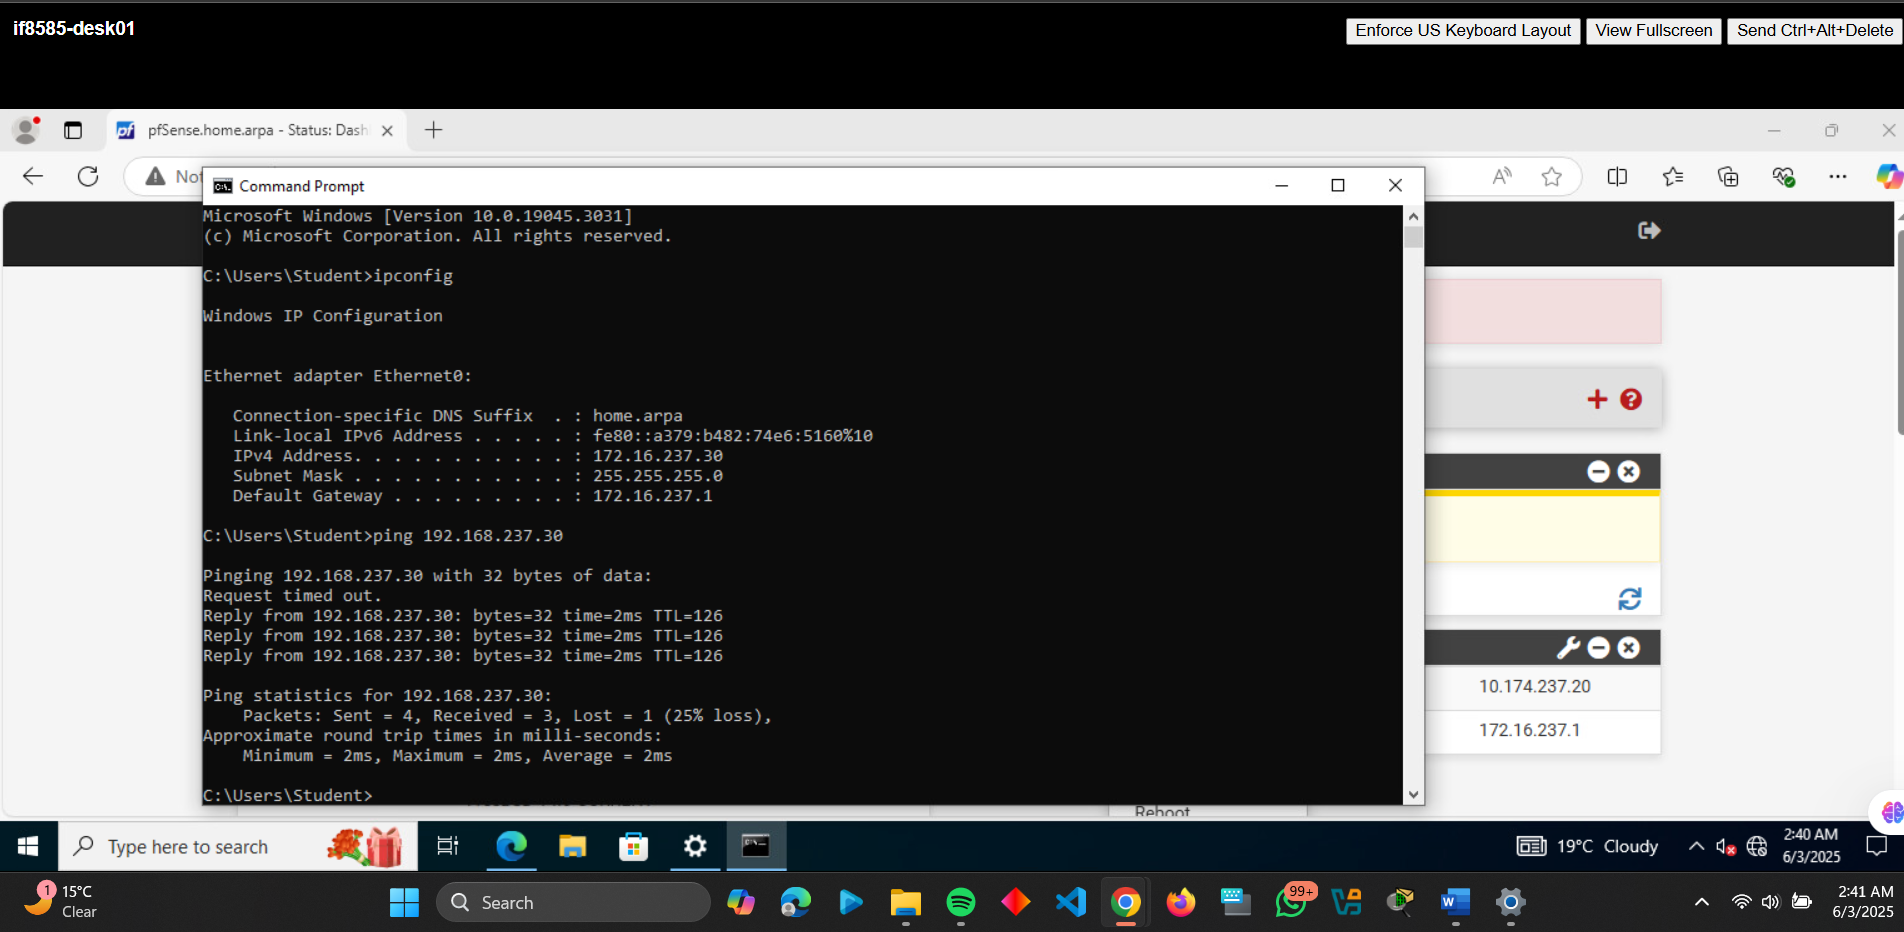 if8585-desk01
Enforce US Keyboard Layout
View Fullscreen
Send Ctrl+Alt+Delete
pfSense.home.arpa - Status: Dash
Not
Command Prompt
Microsoft Windows [Version 10.0.19045.3031]
(c) Microsoft Corporation. All rights reserved.
C:\Users\Student>ipconfig
Windows IP Configuration
Ethernet adapter Ethernet0:
Connection-specific DNS Suffix  . : home.arpa
Link-local IPv6 Address . . . . . : fe80::a379:b482:74e6:5160%10
IPv4 Address. . . . . . . . . . . : 172.16.237.30
Subnet Mask . . . . . . . . . . . : 255.255.255.0
Default Gateway . . . . . . . . . : 172.16.237.1
C:\Users\Student>ping 192.168.237.30
Pinging 192.168.237.30 with 32 bytes of data:
Request timed out.
Reply from 192.168.237.30: bytes=32 time=2ms TTL=126
Reply from 192.168.237.30: bytes=32 time=2ms TTL=126
Reply from 192.168.237.30: bytes=32 time=2ms TTL=126
Ping statistics for 192.168.237.30:
Packets: Sent = 4, Received = 3, Lost = 1 (25% loss),
Approximate round trip times in milli-seconds:
Minimum = 2ms, Maximum = 2ms, Average = 2ms
C:\Users\Student>
10.174.237.20
172.16.237.1
Reboot
Type here to search
19°C Cloudy
2:40 AM
6/3/2025
1
15°C
Clear
Search
99+
2:41 AM
6/3/2025